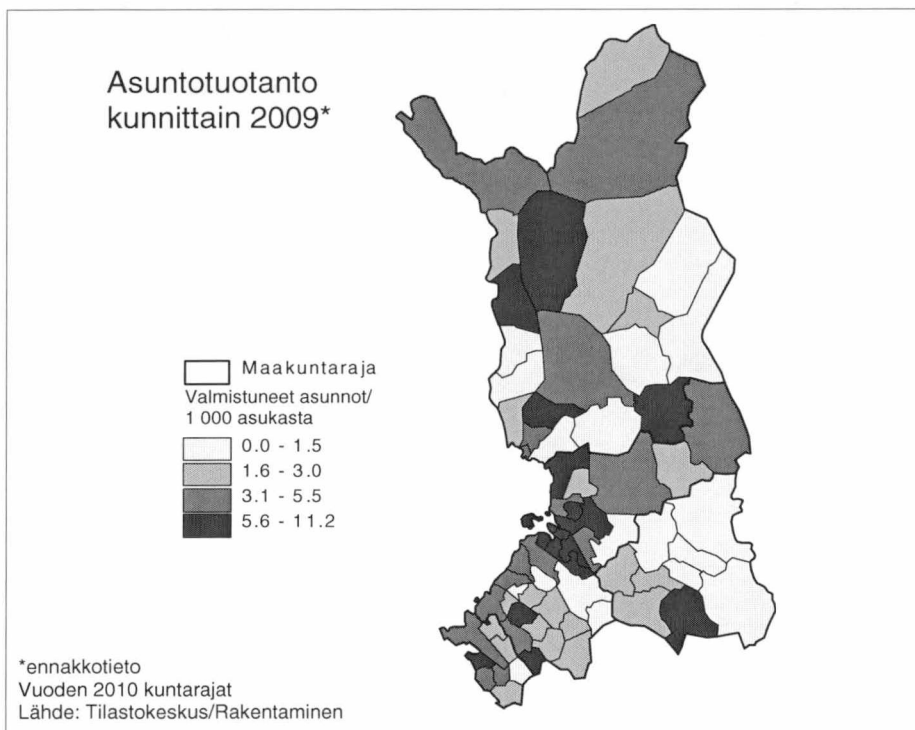 Asuntotuotanto
kunnittain 2009*
Maakuntaraja
Valmistuneet asunnot/
1 000 asukasta
0.0 - 1.5
1.6 - 3.0
3.1 - 5.5
5.6 - 11.2
*ennakkotieto
Vuoden 2010 kuntarajat
Lähde: Tilastokeskus/Rakentaminen